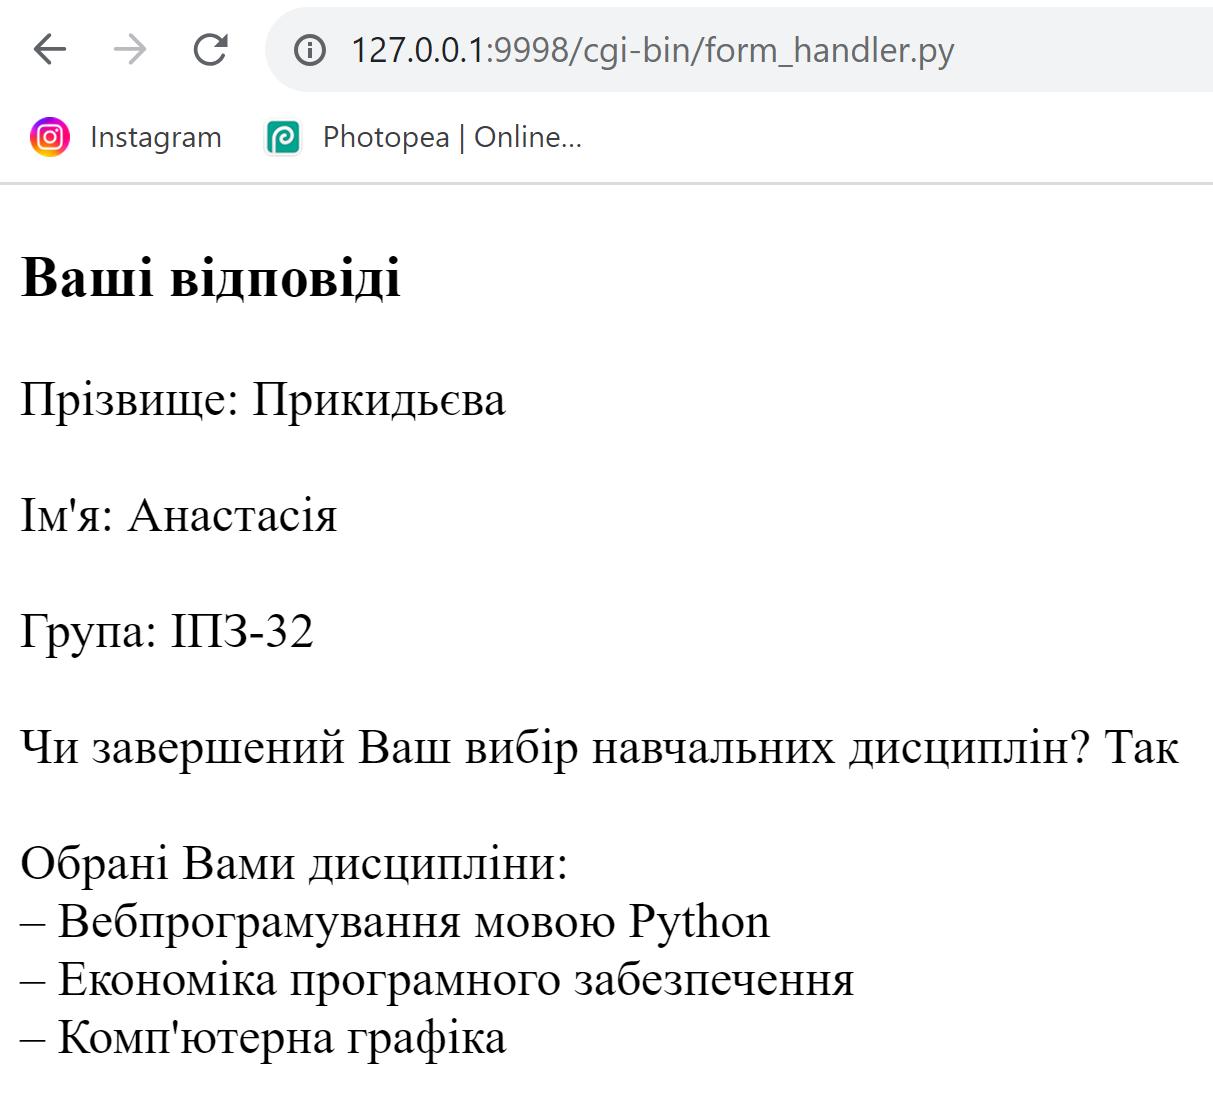 127.0.0.1:9998/cgi-bin/form_handler.py
Instagram Photopea | Online...
Ваші відповіді
Прізвище: Прикидьєва
Ім'я: Анастасія
Група: ІПЗ-32
Чи завершений Ваш вибір навчальних дисциплін? Так
Обрані Вами дисципліни:
– Вебпрограмування мовою Python
– Економіка програмного забезпечення
– Комп'ютерна графіка